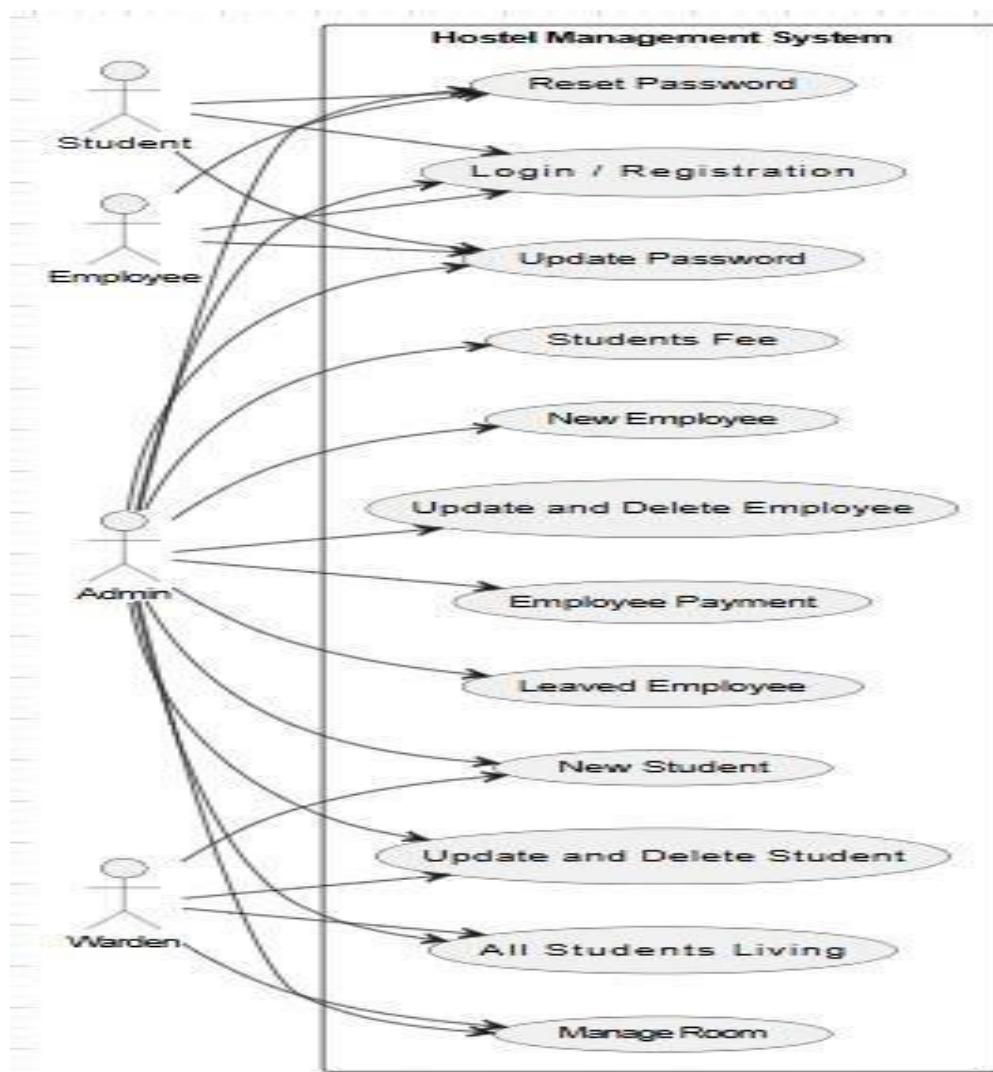 Hostel Management System
Reset Password
Student
Login / Registration
Employee
Update Password
Students Fee
New Employee
Update and Delete Employee
Admin
Employee Payment
Leaved Employee
New Student
Update and Delete Student
Warden
All Students Living
Manage Room